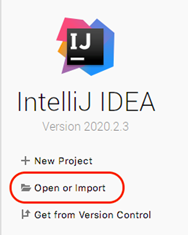 IJ
IntelliJ IDEA
Version 2020.2.3
New Project
Open or Import
Get from Version Control